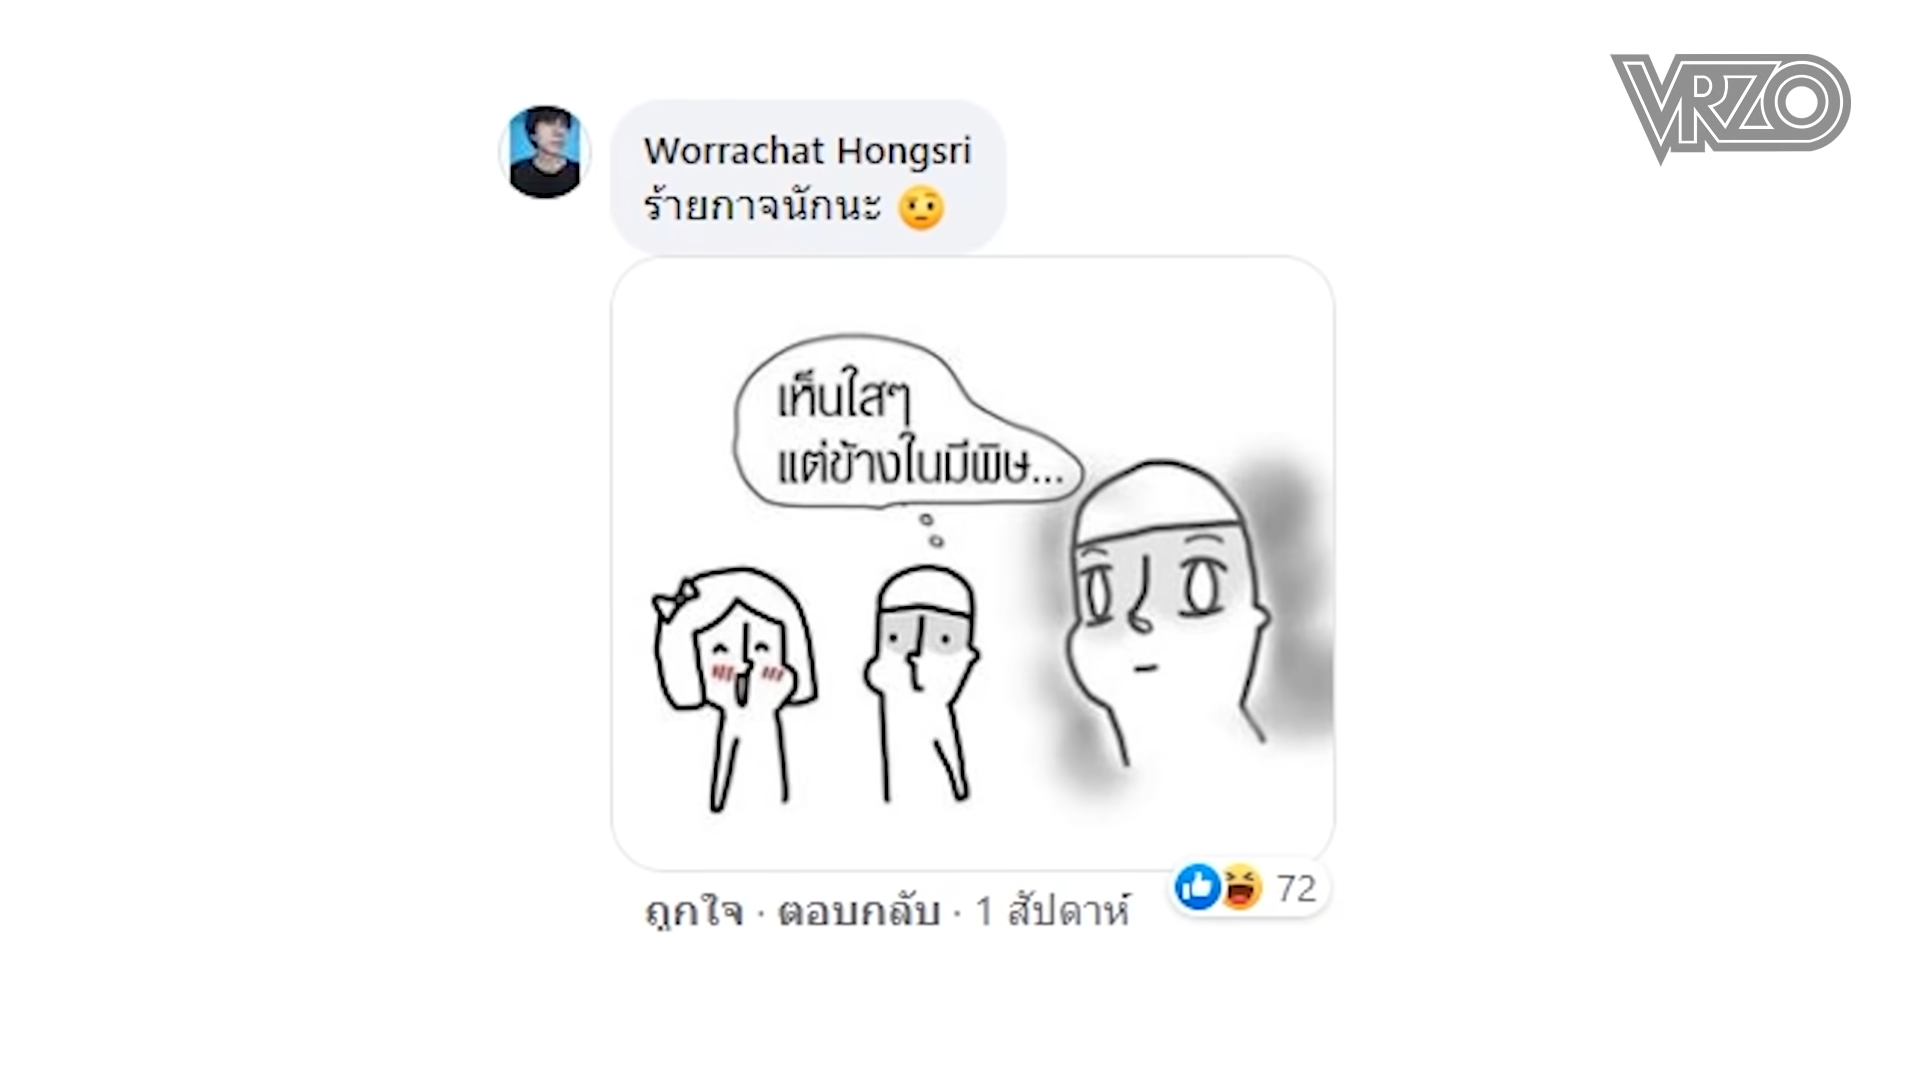 VRZO
Worrachat Hongsri
ร้ายกาจนักนะ 🤨
เห็นใสๆ
แต่ข้างในมีพิษ...
72
ถูกใจ · ตอบกลับ · 1 สัปดาห์